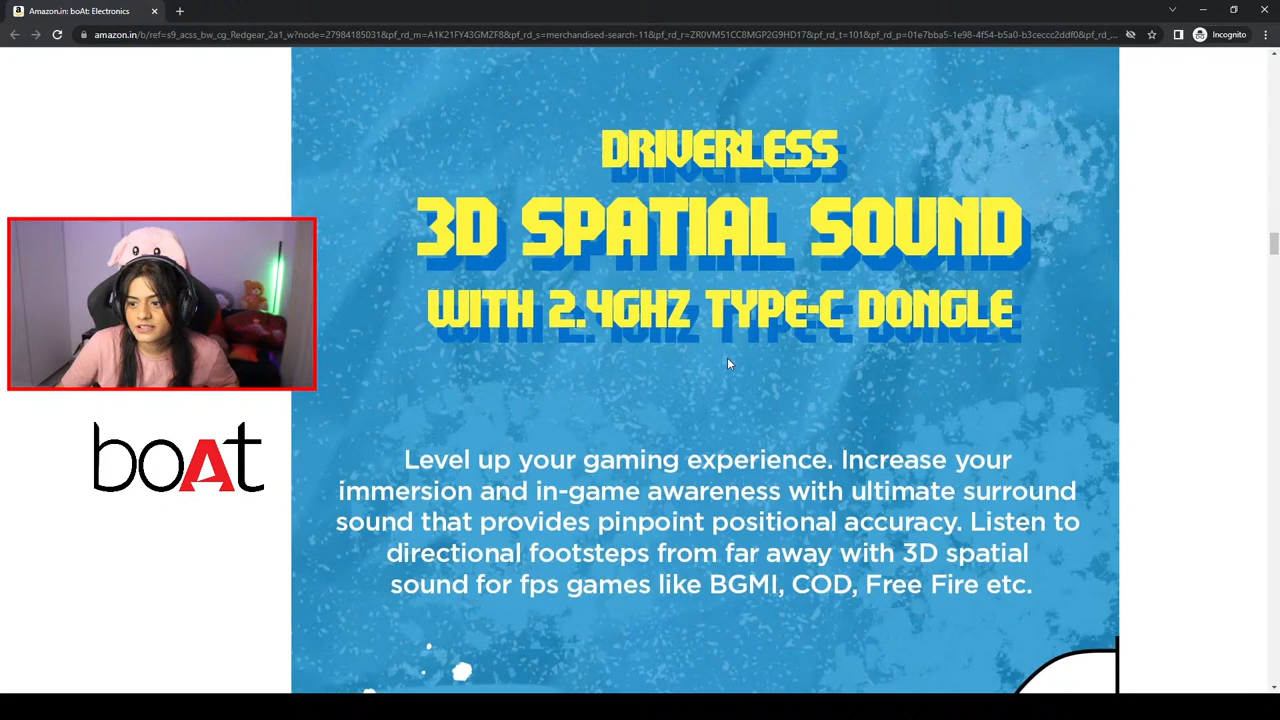 Amazon.in: boAt: Electronics
amazon.in/b/ref=s9_acss_bw_cg_Redgear_2a1_w?node=27984185031&pf_rd_m=A1K21FY43GMZF8&pf_rd_s=merchandised-search-11&pf_rd_r=ZR0VM51CC8MGP2G9HD17&pf_rd_t=101&pf_rd_p=01e7bba5-1e98-4f54-b5a0-b3ceccc2ddf0&pf_rd_...
Incognito
DRIVERLESS
3D SPATIAL SOUND
WITH 2.4GHZ TYPE-C DONGLE
boAt
Level up your gaming experience. Increase your
immersion and in-game awareness with ultimate surround
sound that provides pinpoint positional accuracy. Listen to
directional footsteps from far away with 3D spatial
sound for fps games like BGMI, COD, Free Fire etc.